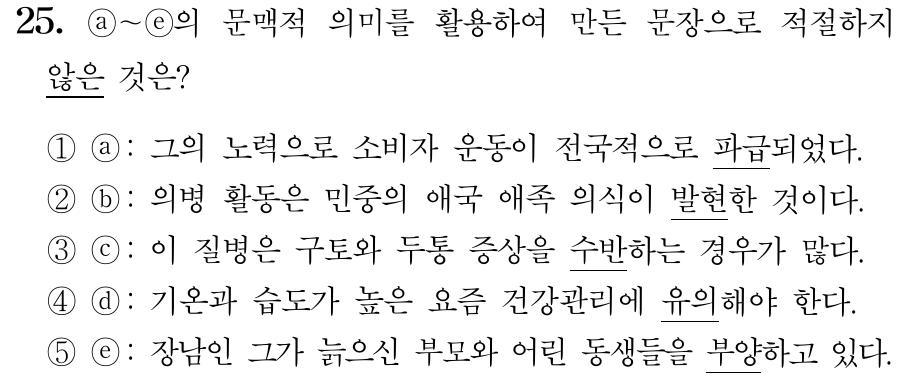 25. ⓐ~ⓔ의 문맥적 의미를 활용하여 만든 문장으로 적절하지
않은 것은?
① ⓐ: 그의 노력으로 소비자 운동이 전국적으로 파급되었다.
② ⓑ: 의병 활동은 민중의 애국 애족 의식이 발현한 것이다.
③ ⓒ: 이 질병은 구토와 두통 증상을 수반하는 경우가 많다.
④ ⓓ: 기온과 습도가 높은 요즘 건강관리에 유의해야 한다.
⑤ ⓔ: 장남인 그가 늙으신 부모와 어린 동생들을 부양하고 있다.